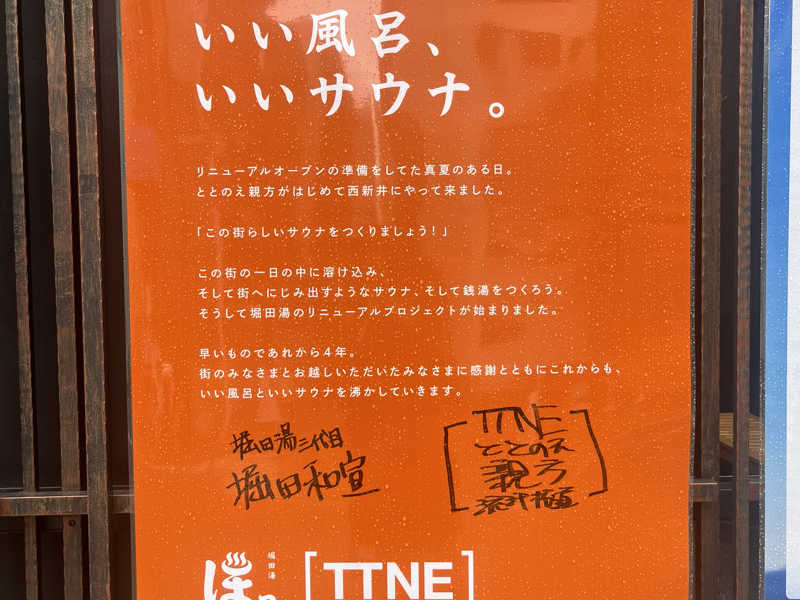 いい風呂、
いいサウナ。
リニューアルオープンの準備をしてた真夏のある日。
ととのえ親方がはじめて西新井にやって来ました。
「この街らしいサウナをつくりましょう！」
この街の一日の中に溶け込み、
そして街へにじみ出すようなサウナ、そして銭湯をつくろう。
そうして堀田湯のリニューアルプロジェクトが始まりました。
早いものであれから4年。
街のみなさまとお越しいただいたみなさまに感謝とともにこれからも、
いい風呂といいサウナを沸かしていきます。
堀田湯三代目
堀田和宣
[TTNE
ととのえ
親方]
堀田湯
ほ
[TTNE]